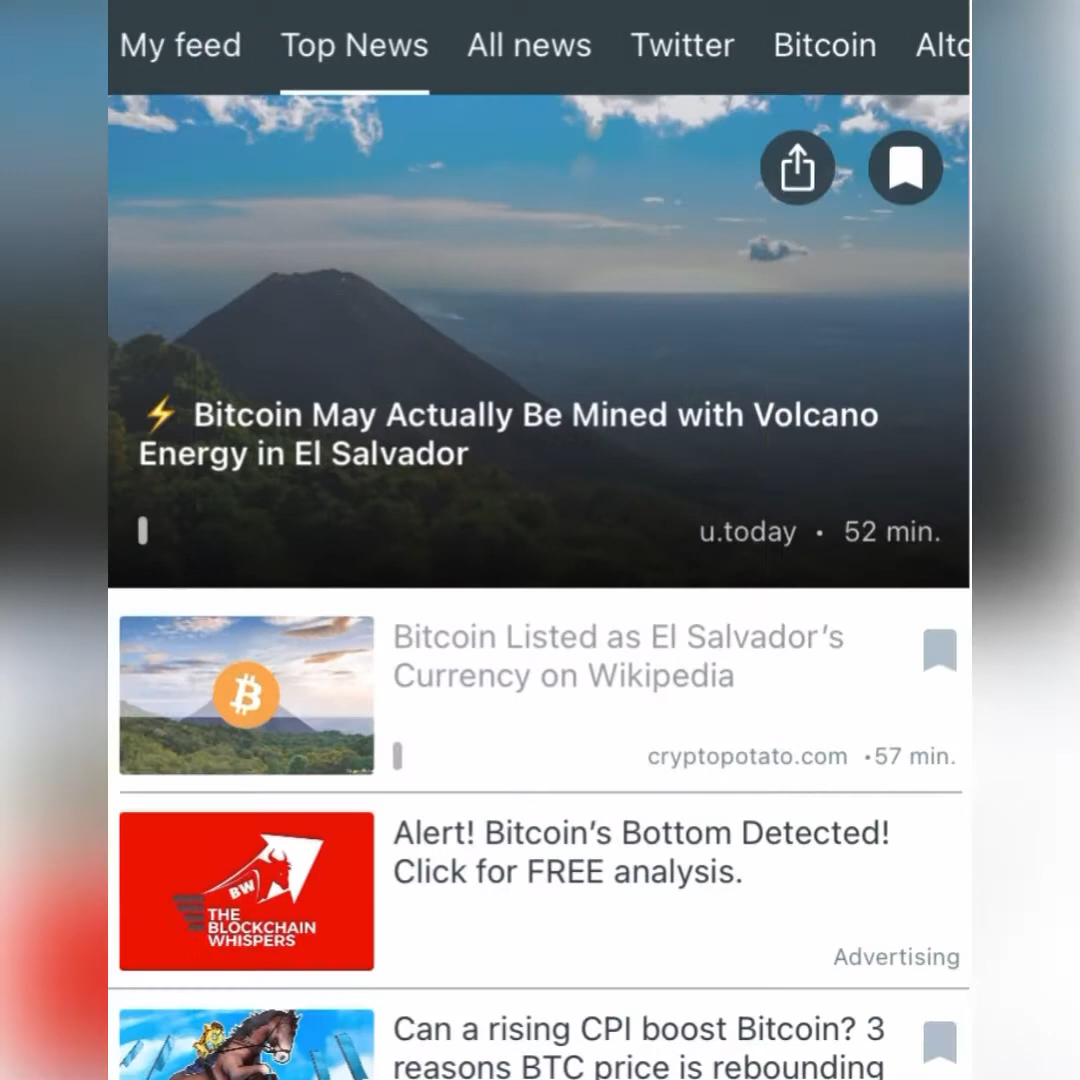 My feed Top News All news Twitter Bitcoin Altc
⚡ Bitcoin May Actually Be Mined with Volcano
Energy in El Salvador
u.today • 52 min.
Bitcoin Listed as El Salvador's
Currency on Wikipedia
cryptopotato.com •57 min.
BW
THE
BLOCKCHAIN
WHISPERS
Alert! Bitcoin's Bottom Detected!
Click for FREE analysis.
Advertising
Can a rising CPI boost Bitcoin? 3
reasons BTC price is rebounding